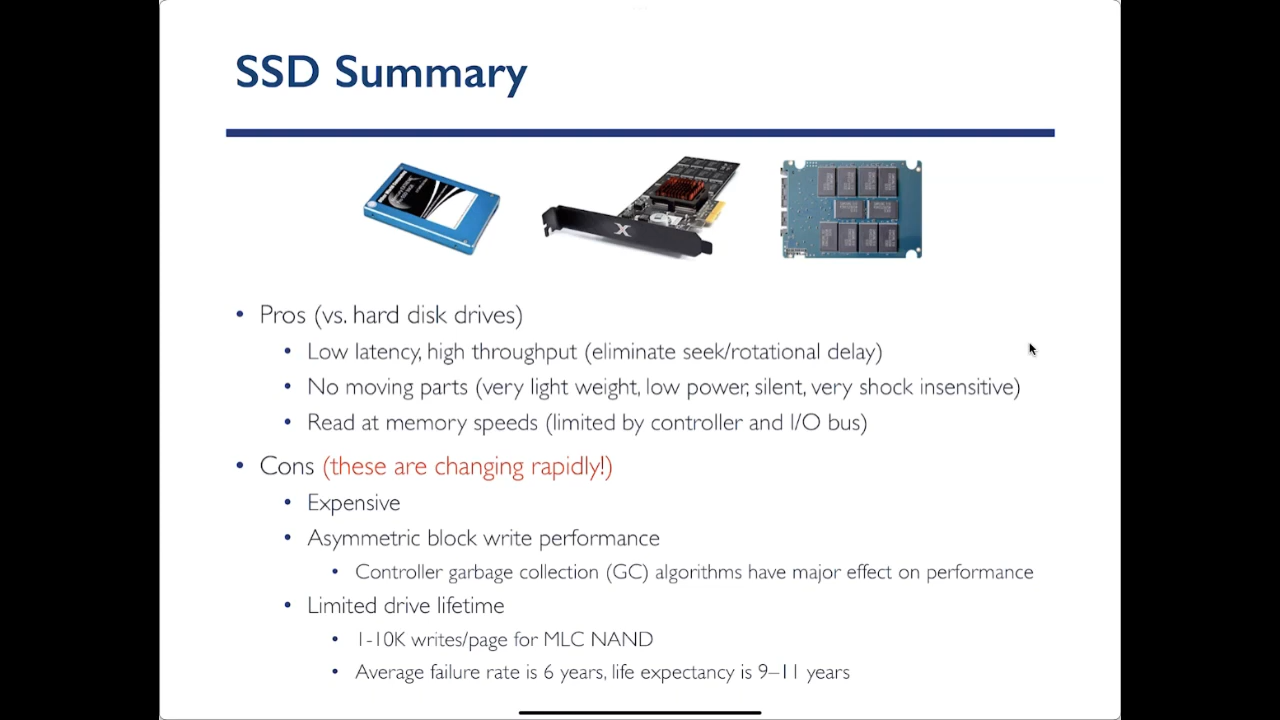 SSD Summary
X
• Pros (vs. hard disk drives)
• Low latency, high throughput (eliminate seek/rotational delay)
• No moving parts (very light weight, low power, silent, very shock insensitive)
• Read at memory speeds (limited by controller and I/O bus)
• Cons (these are changing rapidly!)
• Expensive
• Asymmetric block write performance
• Controller garbage collection (GC) algorithms have major effect on performance
• Limited drive lifetime
• 1-10K writes/page for MLC NAND
• Average failure rate is 6 years, life expectancy is 9–11 years